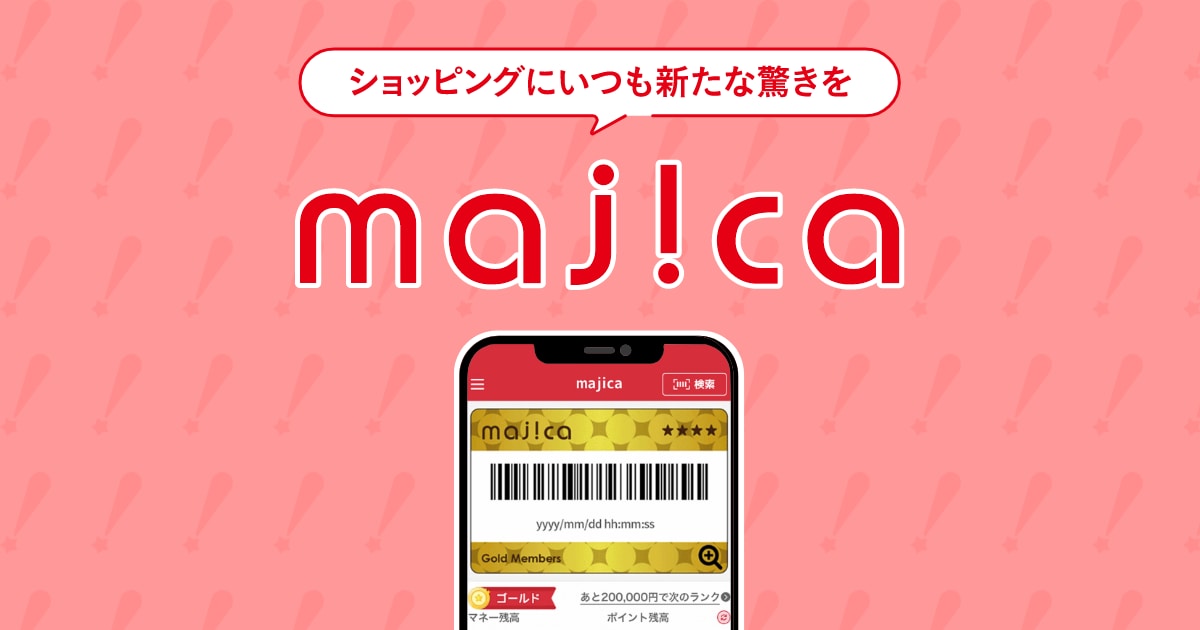 ショッピングにいつも新たな驚きを
maj!ca
majica
検索
maj!ca ★★★★
yyyy/mm/dd hh:mm:ss
Gold Members
ゴールド あと200,000円で次のランク
マネー残高 ポイント残高